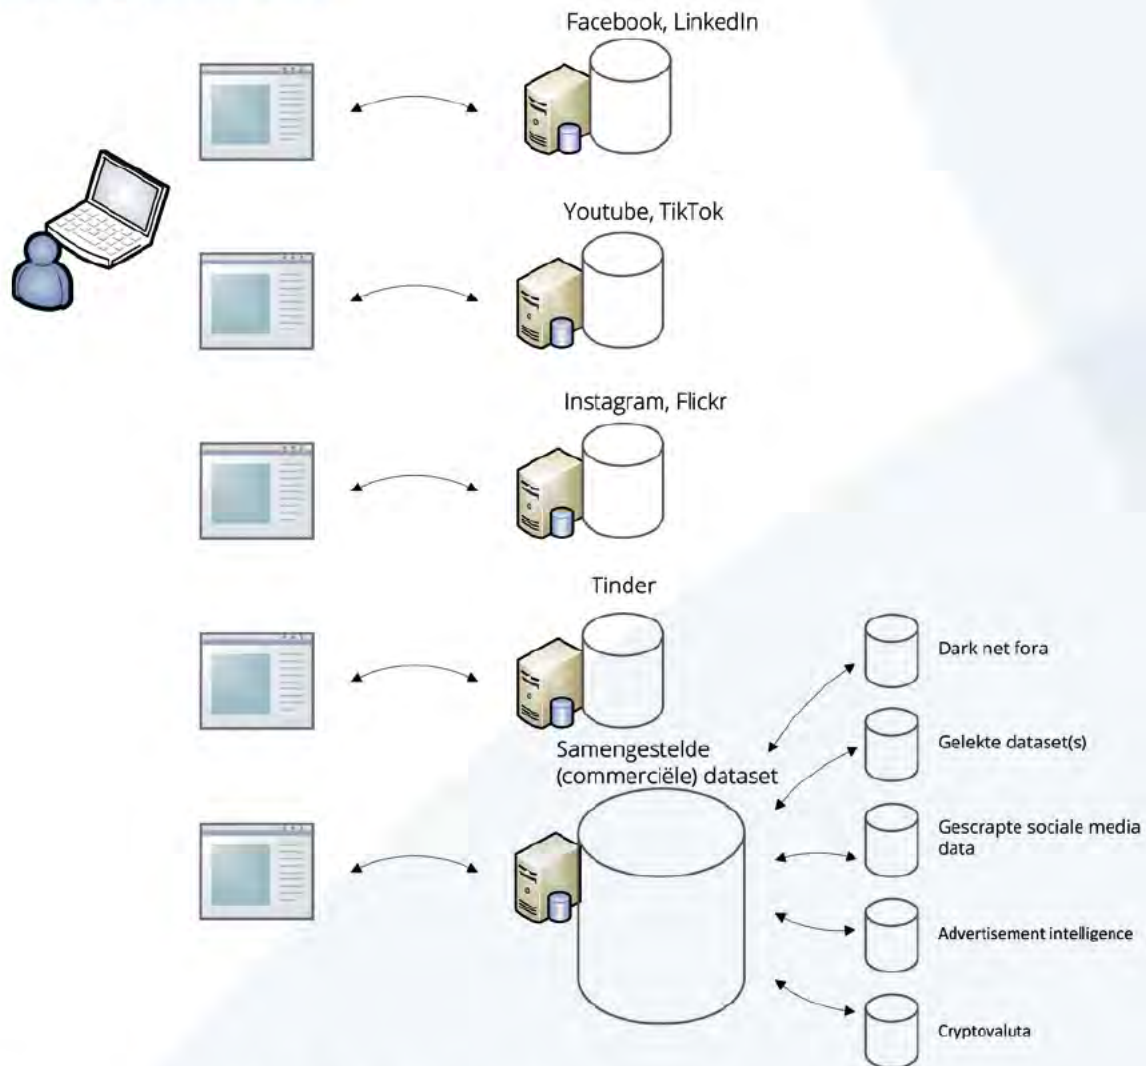 Facebook, LinkedIn
Youtube, TikTok
Instagram, Flickr
Tinder
Samengestelde
(commerciële) dataset
Dark net fora
Gelekte dataset(s)
Gescrapte sociale media
data
Advertisement intelligence
Cryptovaluta